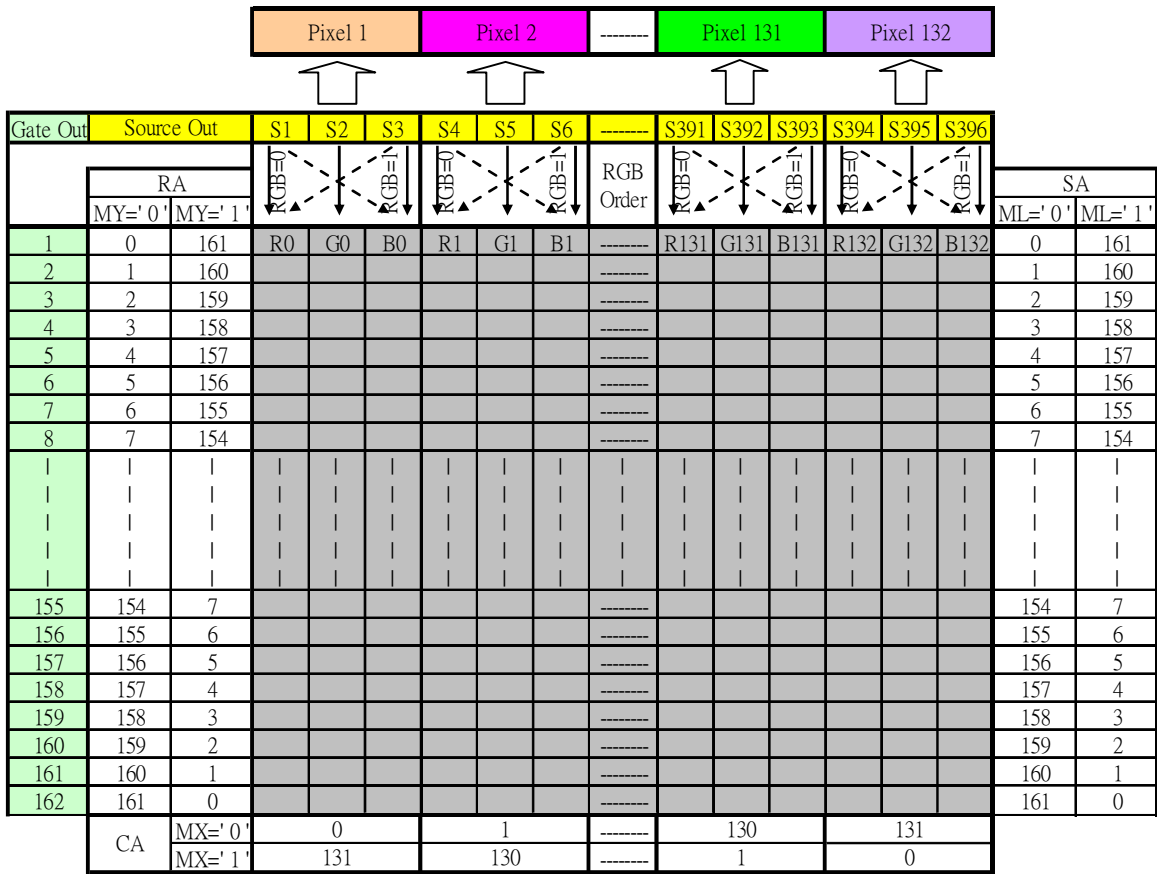 Pixel 1 Pixel 2 -------- Pixel 131 Pixel 132
Gate Out Source Out S1 S2 S3 S4 S5 S6 -------- S391 S392 S393 S394 S395 S396
RGB=0 RGB=1 RGB=0 RGB=1 RGB Order RGB=0 RGB=1 RGB=0 RGB=1
RA SA
MY=' 0 ' MY=' 1 ' ML=' 0 ' ML=' 1 '
1 0 161 R0 G0 B0 R1 G1 B1 -------- R131 G131 B131 R132 G132 B132 0 161
2 1 160 -------- 1 160
3 2 159 -------- 2 159
4 3 158 -------- 3 158
5 4 157 -------- 4 157
6 5 156 -------- 5 156
7 6 155 -------- 6 155
8 7 154 -------- 7 154
| | | | | | | | | | | | | | | | | |
| | | | | | | | | | | | | | | | | |
| | | | | | | | | | | | | | | | | |
| | | | | | | | | | | | | | | | | |
| | | | | | | | | | | | | | | | | |
155 154 7 -------- 154 7
156 155 6 -------- 155 6
157 156 5 -------- 156 5
158 157 4 -------- 157 4
159 158 3 -------- 158 3
160 159 2 -------- 159 2
161 160 1 -------- 160 1
162 161 0 -------- 161 0
CA MX=' 0 ' 0 1 -------- 130 131
MX=' 1 ' 131 130 -------- 1 0